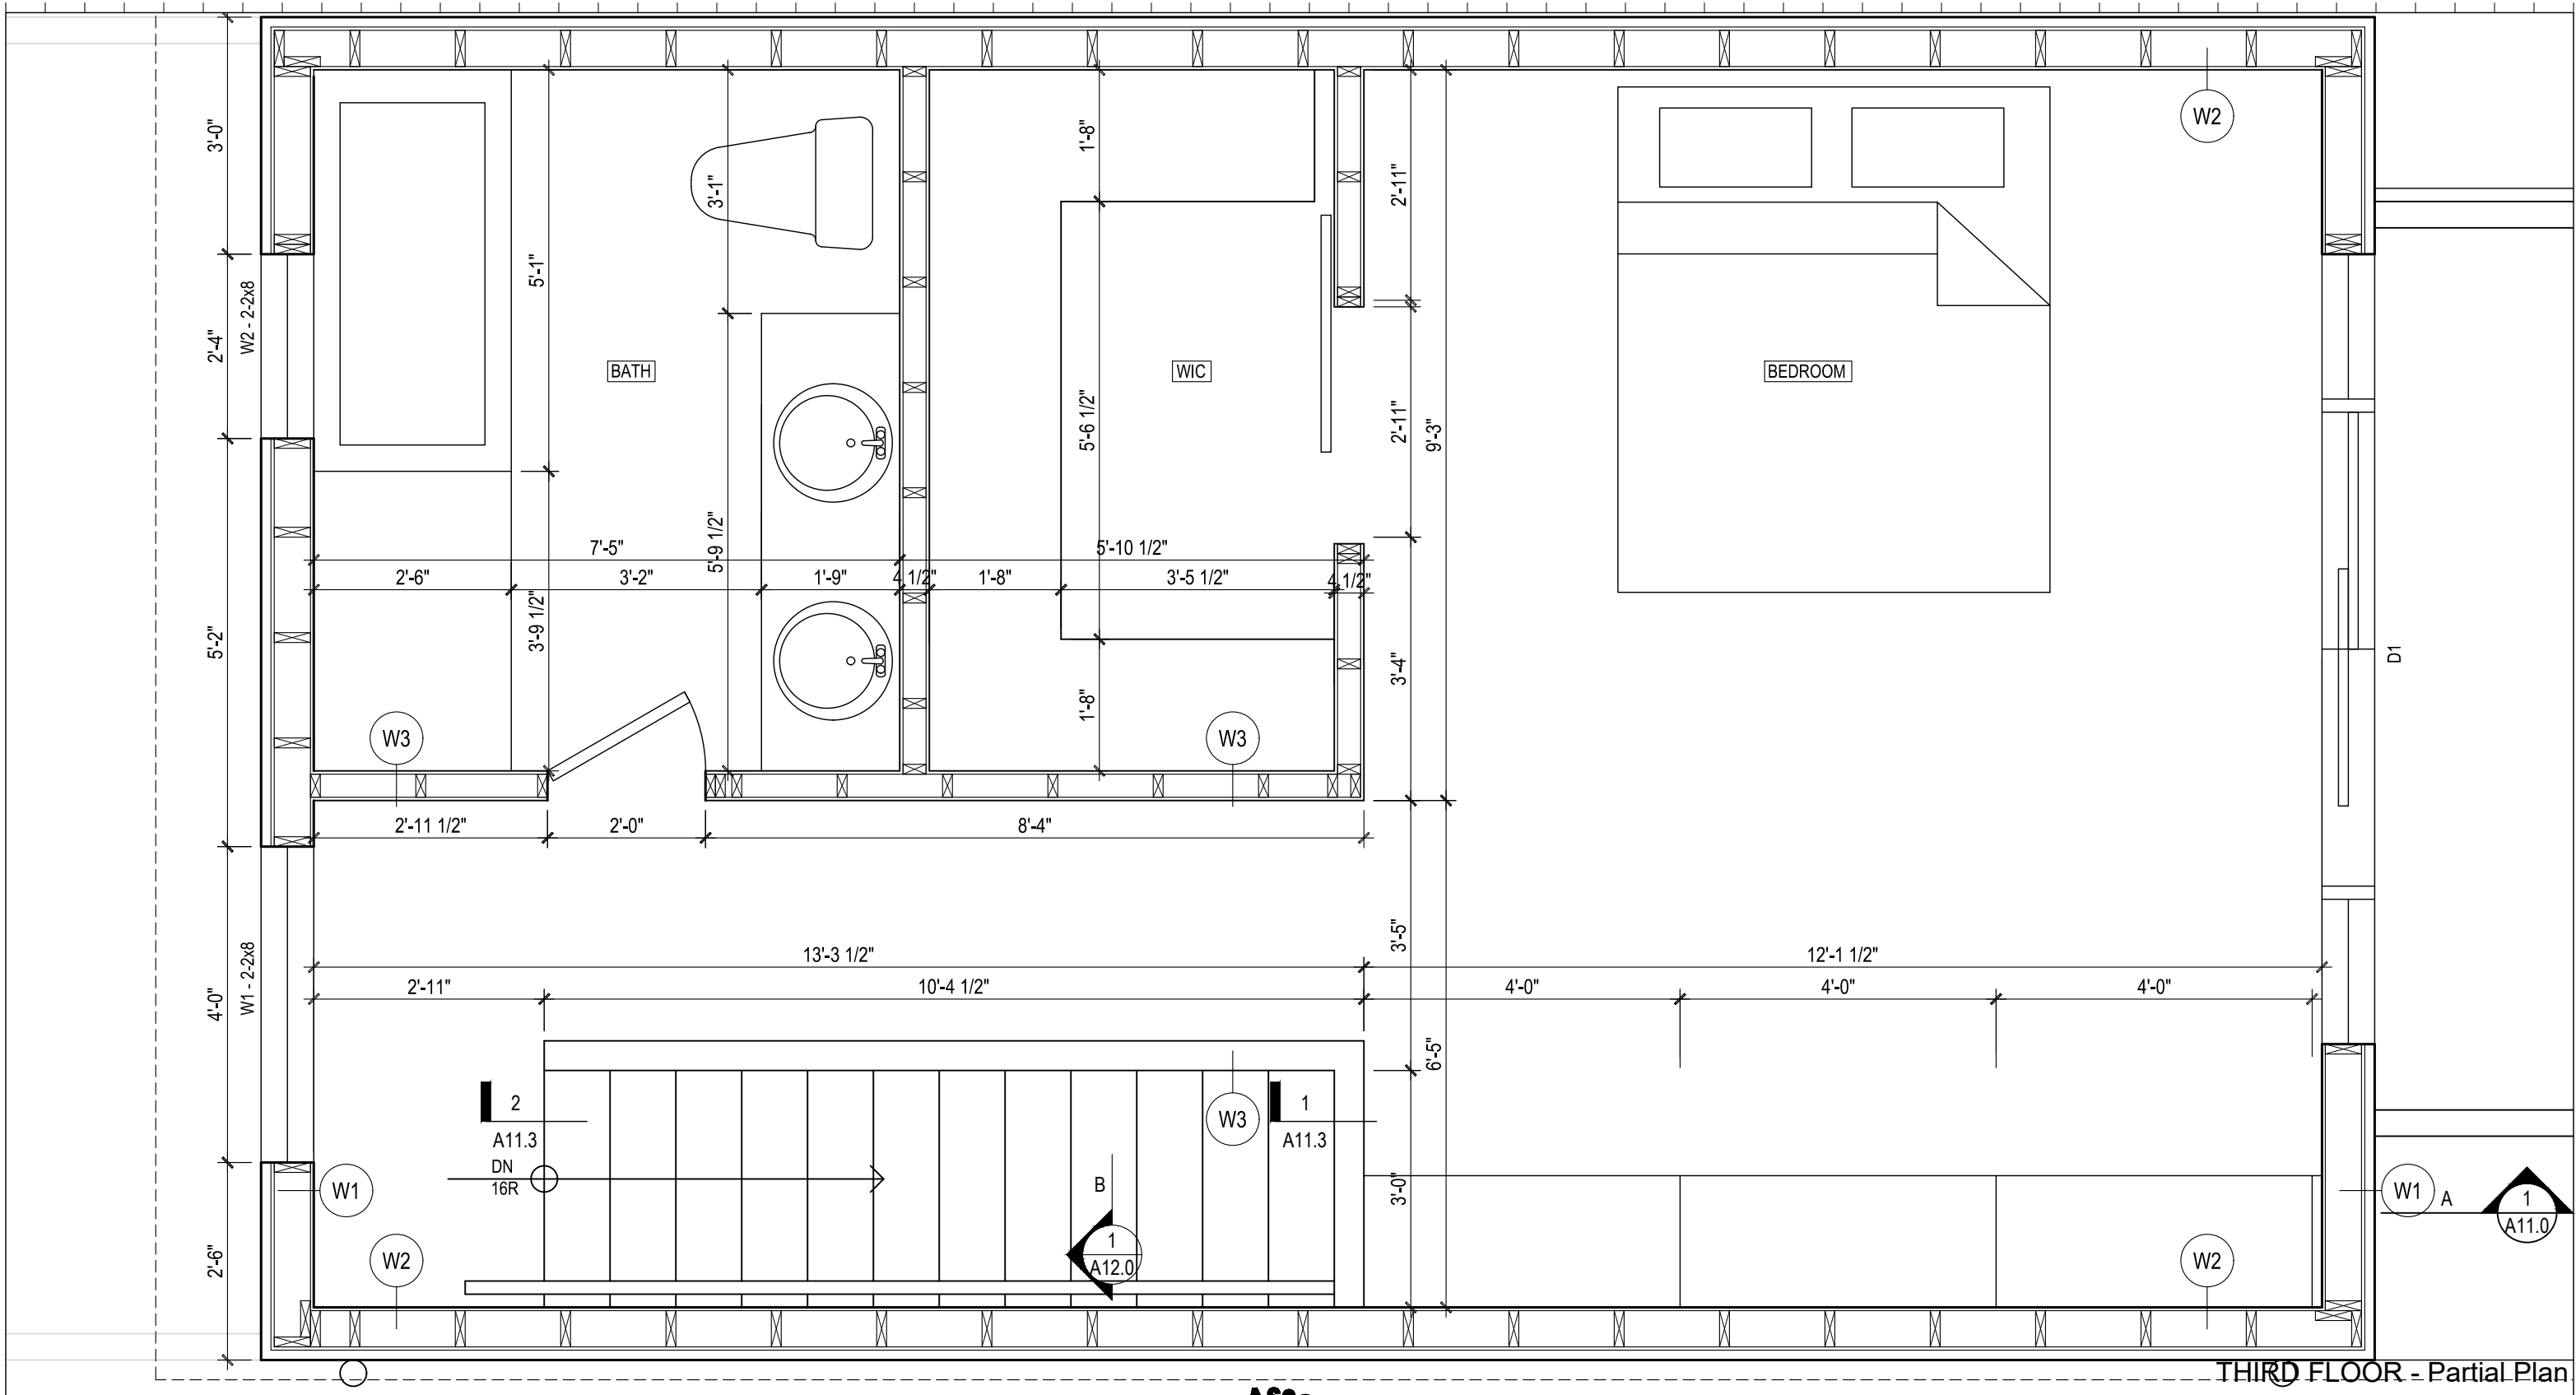 3'-0"
2'-4"
5'-2"
4'-0"
2'-6"
W2 - 2-2x8
W1 - 2-2x8
5'-1"
3'-9 1/2"
3'-1"
5'-9 1/2"
BATH
7'-5"
2'-6"
3'-2"
1'-9"
4 1/2"
5'-10 1/2"
1'-8"
3'-5 1/2"
4 1/2"
1'-8"
5'-6 1/2"
1'-8"
WIC
2'-11"
2'-11"
3'-4"
9'-3"
BEDROOM
W2
D1
W3
W3
2'-11 1/2"
2'-0"
8'-4"
3'-5"
6'-5"
3'-0"
13'-3 1/2"
12'-1 1/2"
2'-11"
10'-4 1/2"
4'-0"
4'-0"
4'-0"
2
A11.3
W3
1
A11.3
DN
16R
B
1
A12.0
W1
W2
W2
W1
A
1
A11.0
THIRD FLOOR - Partial Plan